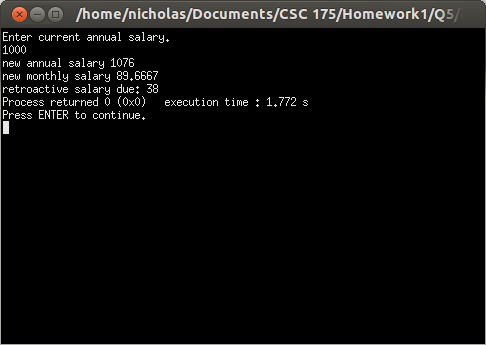 /home/nicholas/Documents/CSC 175/Homework1/Q5/
Enter current annual salary.
1000
new annual salary 1076
new monthly salary 89.6667
retroactive salary due: 38
Process returned 0 (0x0)   execution time : 1.772 s
Press ENTER to continue.